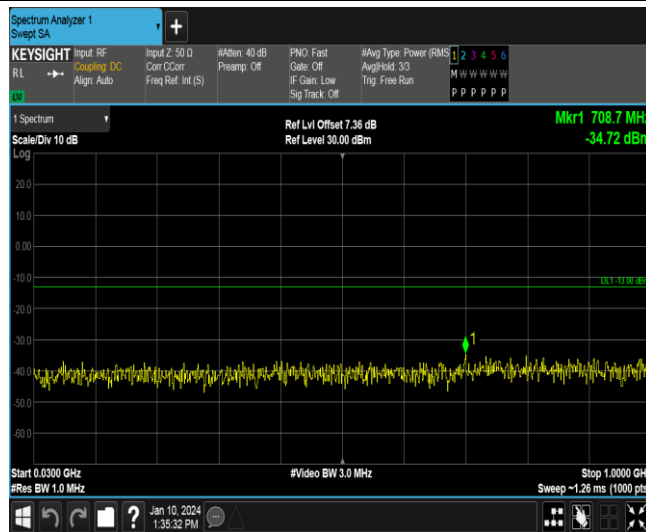 Spectrum Analyzer 1
Swept SA
+
KEYSIGHT Input: RF Input Z: 50 Ω #Atten: 40 dB PNO: Fast #Avg Type: Power (RMS 1 2 3 4 5 6
RL Coupling: DC Corr CCorr Preamp: Off Gate: Off Avg|Hold: 3/3 M W W W W W
Align: Auto Freq Ref: Int (S) IF Gain: Low Trig: Free Run
Sig Track: Off P P P P P P
1 Spectrum Ref Lvl Offset 7.36 dB Mkr1 708.7 MHz
Scale/Div 10 dB Ref Level 30.00 dBm -34.72 dBm
Log
20.0
10.0
0.00
-10.0
DL1 -13.00 dBm
-20.0
-30.0
1
-40.0
-50.0
-60.0
Start 0.0300 GHz #Video BW 3.0 MHz Stop 1.0000 GH
#Res BW 1.0 MHz Sweep ~1.26 ms (1000 pts
? Jan 10, 2024
1:35:32 PM